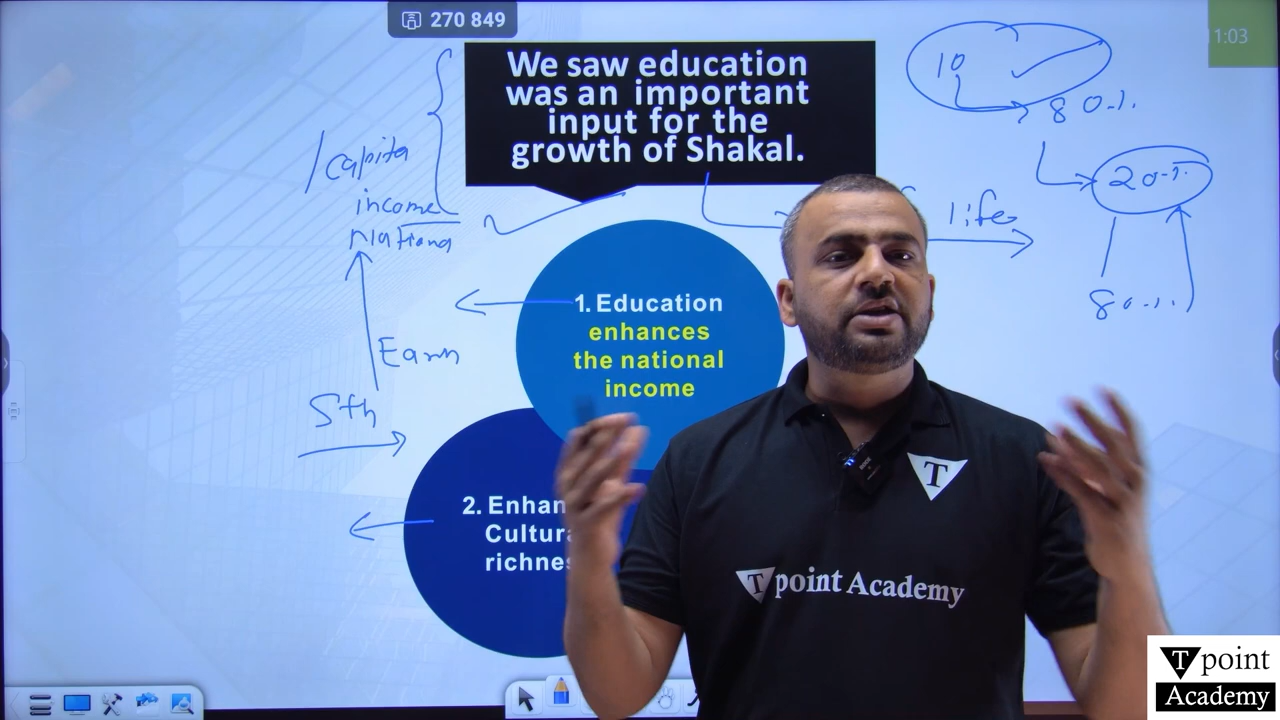 270 849
11:03
We saw education
was an important
input for the
growth of Shakal.
10
80%
20%
80%
/capita
income
national
life
Earn
5th
1. Education
enhances
the national
income
2. Enhan
Cultura
richnes
T
T point Academy
T point
Academy